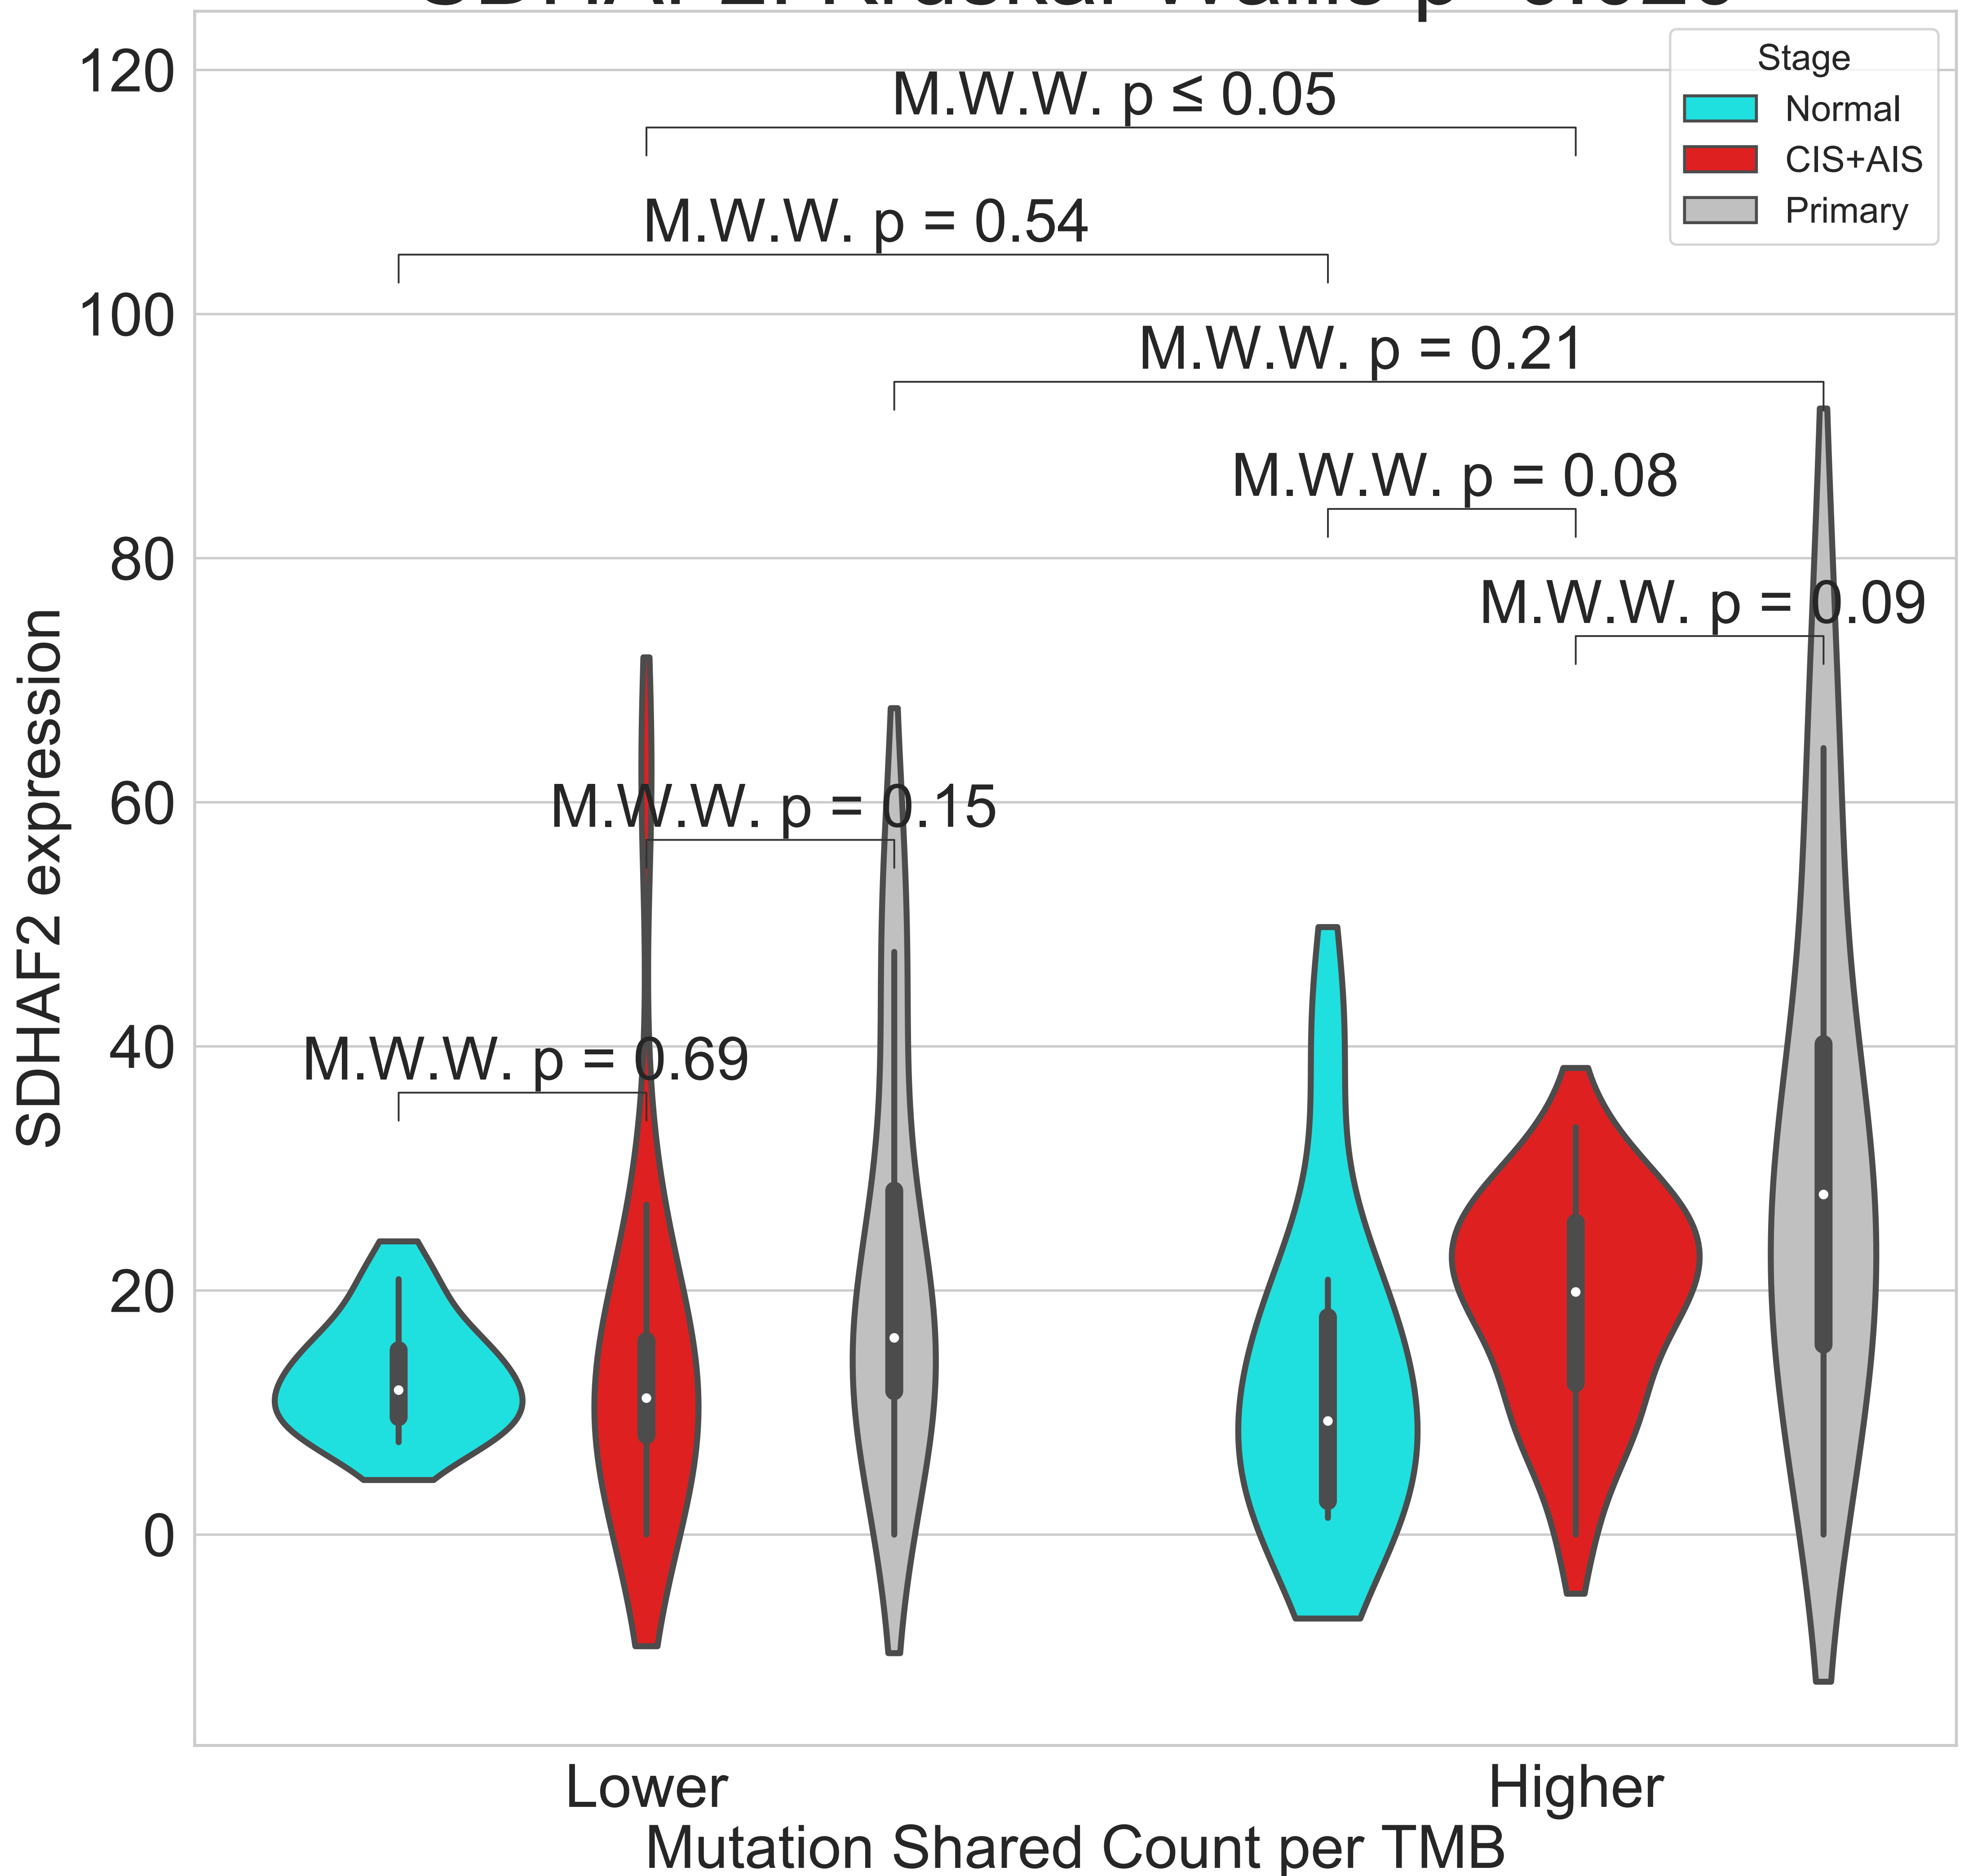 120
100
80
60
40
20
0
SDHAF2 expression
M.W.W. p ≤ 0.05
M.W.W. p = 0.54
M.W.W. p = 0.21
M.W.W. p = 0.08
M.W.W. p = 0.09
M.W.W. p = 0.15
M.W.W. p = 0.69
Stage
Normal
CIS+AIS
Primary
Lower
Higher
Mutation Shared Count per TMB